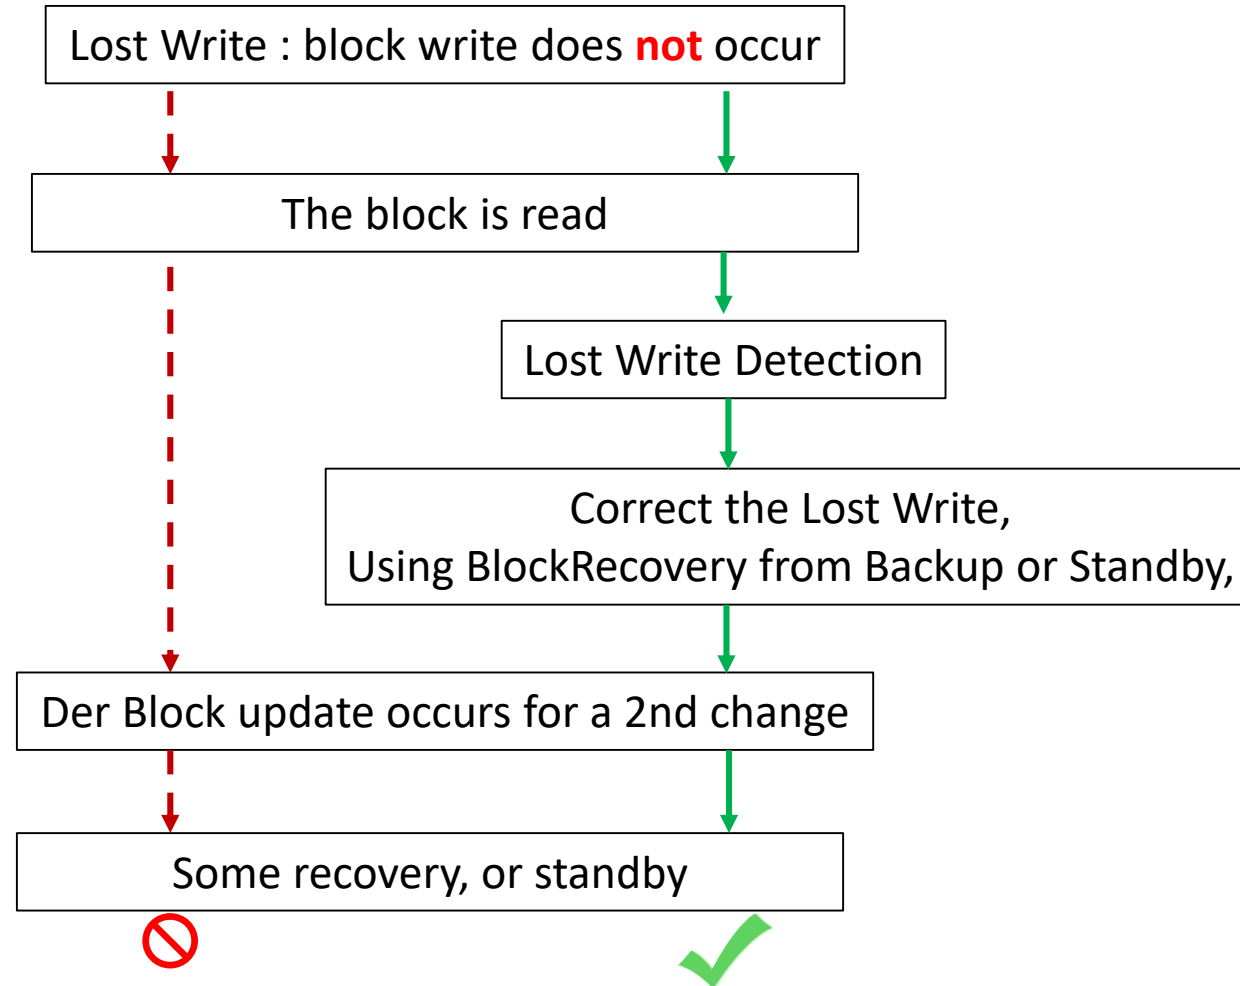 Lost Write : block write does not occur
The block is read
Lost Write Detection
Correct the Lost Write,
Using BlockRecovery from Backup or Standby,
Der Block update occurs for a 2nd change
Some recovery, or standby